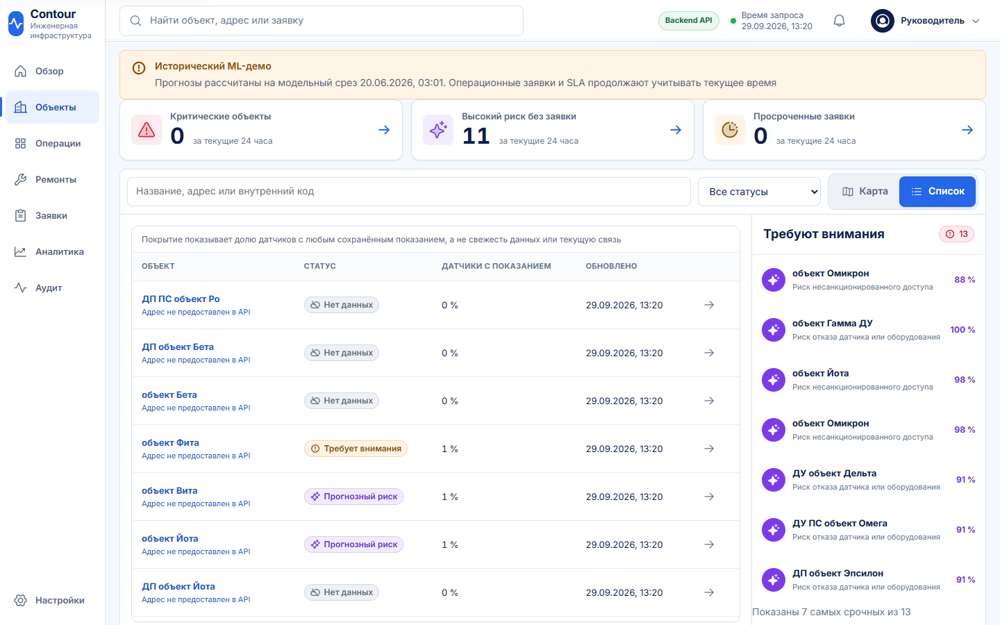 Contour
Инженерная
инфраструктура
Найти объект, адрес или заявку
Backend API
Время запроса
29.09.2026, 13:20
Руководитель
Обзор
Объекты
Операции
Ремонты
Заявки
Аналитика
Аудит
Настройки
Исторический ML-демо
Прогнозы рассчитаны на модельный срез 20.06.2026, 03:01. Операционные заявки и SLA продолжают учитывать текущее время
Критические объекты
0 за текущие 24 часа
Высокий риск без заявки
11 за текущие 24 часа
Просроченные заявки
0 за текущие 24 часа
Название, адрес или внутренний код
Все статусы
Карта
Список
Покрытие показывает долю датчиков с любым сохранённым показанием, а не свежесть данных или текущую связь
ОБЪЕКТ СТАТУС ДАТЧИКИ С ПОКАЗАНИЕМ ОБНОВЛЕНО
ДП ПС объект Ро
Адрес не предоставлен в API
Нет данных 0 % 29.09.2026, 13:20
ДП объект Бета
Адрес не предоставлен в API
Нет данных 0 % 29.09.2026, 13:20
объект Бета
Адрес не предоставлен в API
Нет данных 0 % 29.09.2026, 13:20
объект Фита
Адрес не предоставлен в API
Требует внимания 1 % 29.09.2026, 13:20
объект Вита
Адрес не предоставлен в API
Прогнозный риск 1 % 29.09.2026, 13:20
объект Йота
Адрес не предоставлен в API
Прогнозный риск 1 % 29.09.2026, 13:20
ДП объект Йота
Адрес не предоставлен в API
Нет данных 0 % 29.09.2026, 13:20
Требуют внимания 13
объект Омикрон
Риск несанкционированного доступа
88 %
объект Гамма ДУ
Риск отказа датчика или оборудования
100 %
объект Йота
Риск несанкционированного доступа
98 %
объект Омикрон
Риск несанкционированного доступа
98 %
ДУ объект Дельта
Риск отказа датчика или оборудования
91 %
ДУ ПС объект Омега
Риск отказа датчика или оборудования
91 %
ДП объект Эпсилон
Риск отказа датчика или оборудования
91 %
Показаны 7 самых срочных из 13